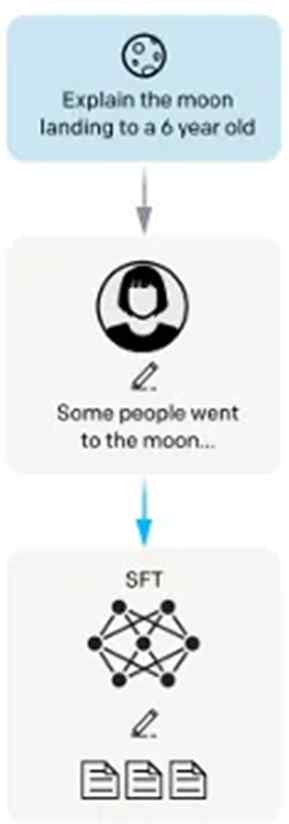 Explain the moon
landing to a 6 year old
Some people went
to the moon...
SFT